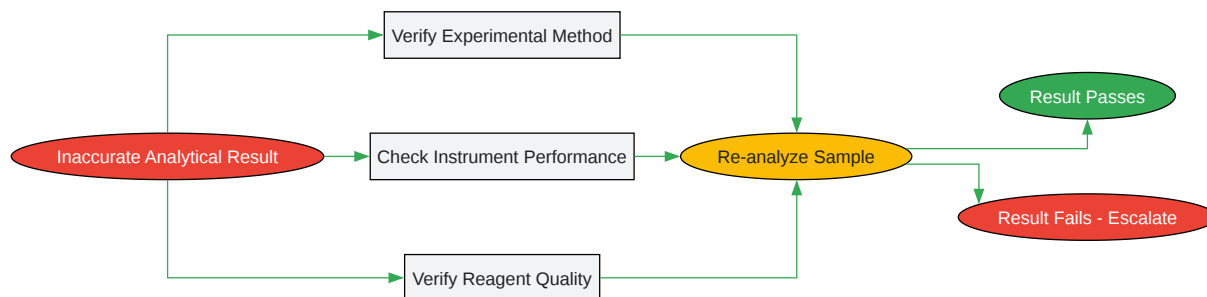 Verify Experimental Method
Result Passes
Inaccurate Analytical Result
Check Instrument Performance
Re-analyze Sample
Result Fails - Escalate
Verify Reagent Quality